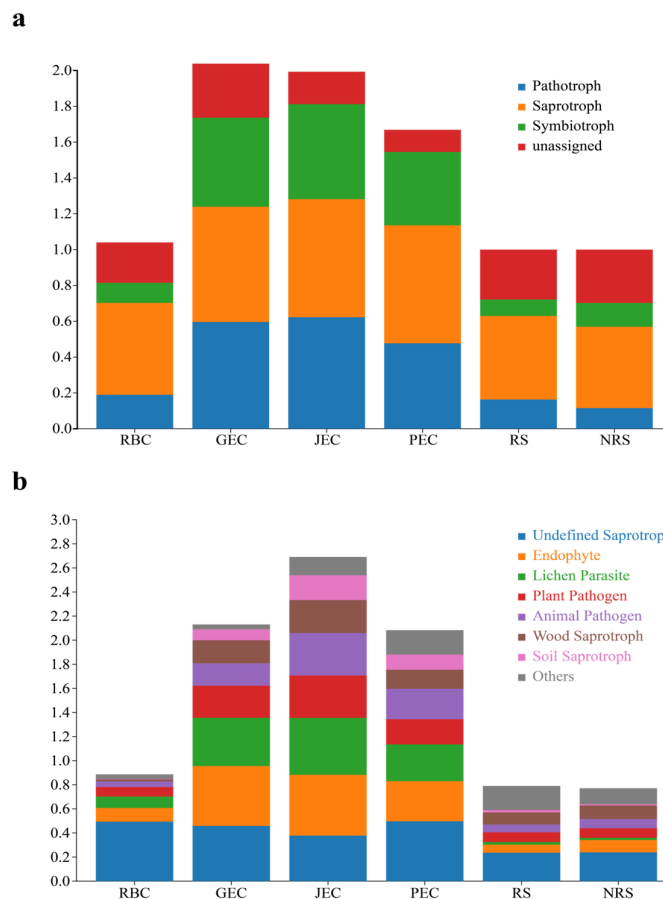 a
2.0
1.8
1.6
1.4
1.2
1.0
0.8
0.6
0.4
0.2
0.0
Pathotroph
Saprotroph
Symbiotroph
unassigned
RBC GEC JEC PEC RS NRS
b
3.0
2.8
2.6
2.4
2.2
2.0
1.8
1.6
1.4
1.2
1.0
0.8
0.6
0.4
0.2
0.0
Undefined Saprotrop
Endophyte
Lichen Parasite
Plant Pathogen
Animal Pathogen
Wood Saprotroph
Soil Saprotroph
Others
RBC GEC JEC PEC RS NRS